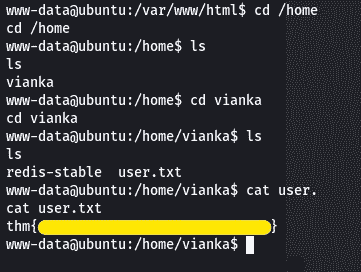 www-data@ubuntu:/var/www/html$ cd /home
cd /home
www-data@ubuntu:/home$ ls
ls
vianka
www-data@ubuntu:/home$ cd vianka
cd vianka
www-data@ubuntu:/home/vianka$ ls
ls
redis-stable  user.txt
www-data@ubuntu:/home/vianka$ cat user.
cat user.txt
thm{}
www-data@ubuntu:/home/vianka$